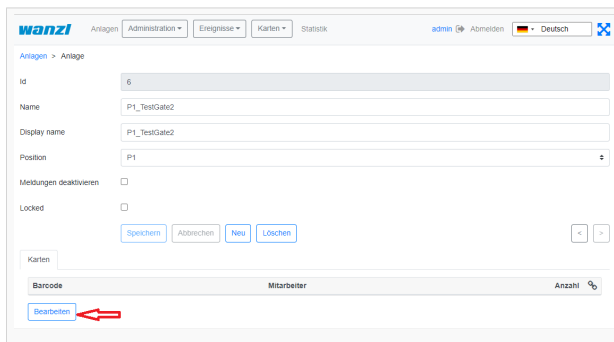 wanzl Anlagen Administration Ereignisse Karten Statistik admin Abmelden Deutsch
Anlagen > Anlage
Id 6
Name P1_TestGate2
Display name P1_TestGate2
Position P1
Meldungen deaktivieren
Locked
Speichern Abbrechen Neu Löschen < >
Karten
Barcode Mitarbeiter Anzahl
Bearbeiten